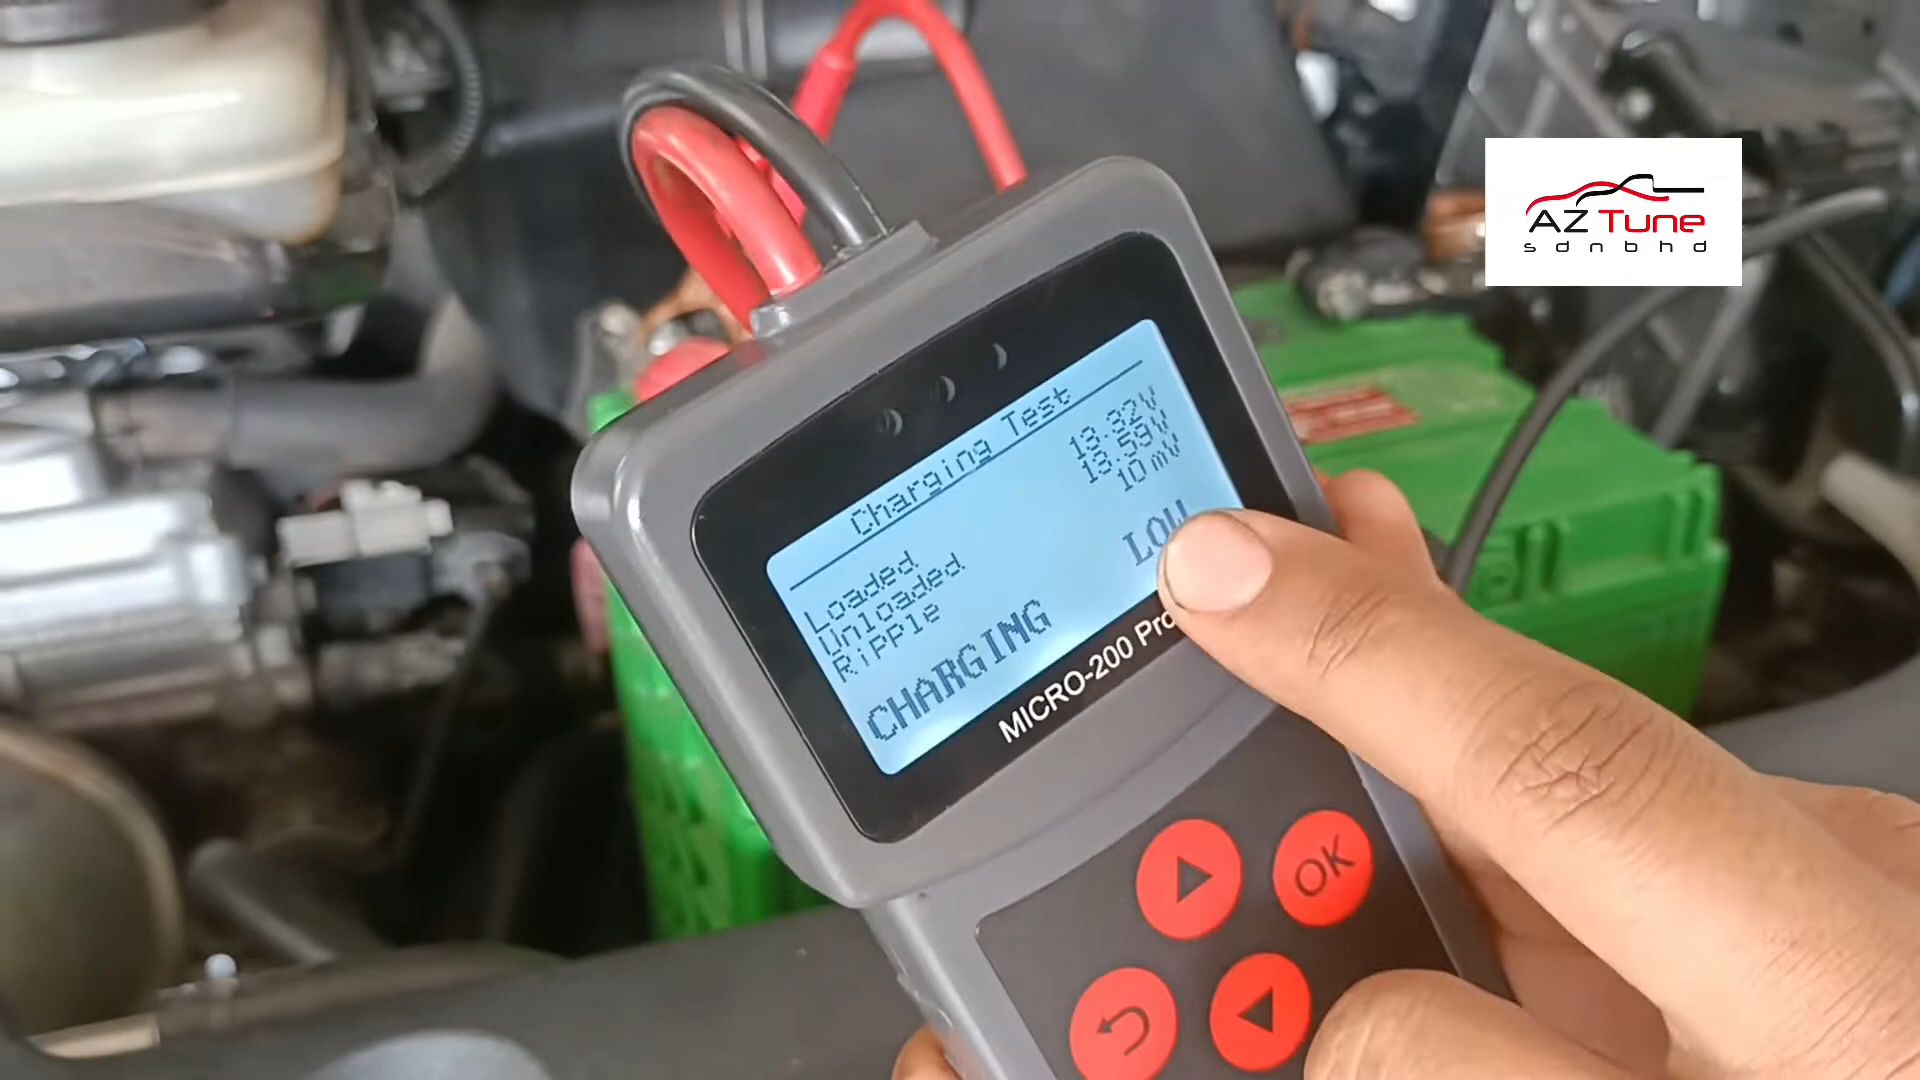 Charging Test
Loaded 13.32V
Unloaded 13.59V
Ripple 10 mV
CHARGING LOW
MICRO-200 Pro
OK
AZ Tune
sdnbhd